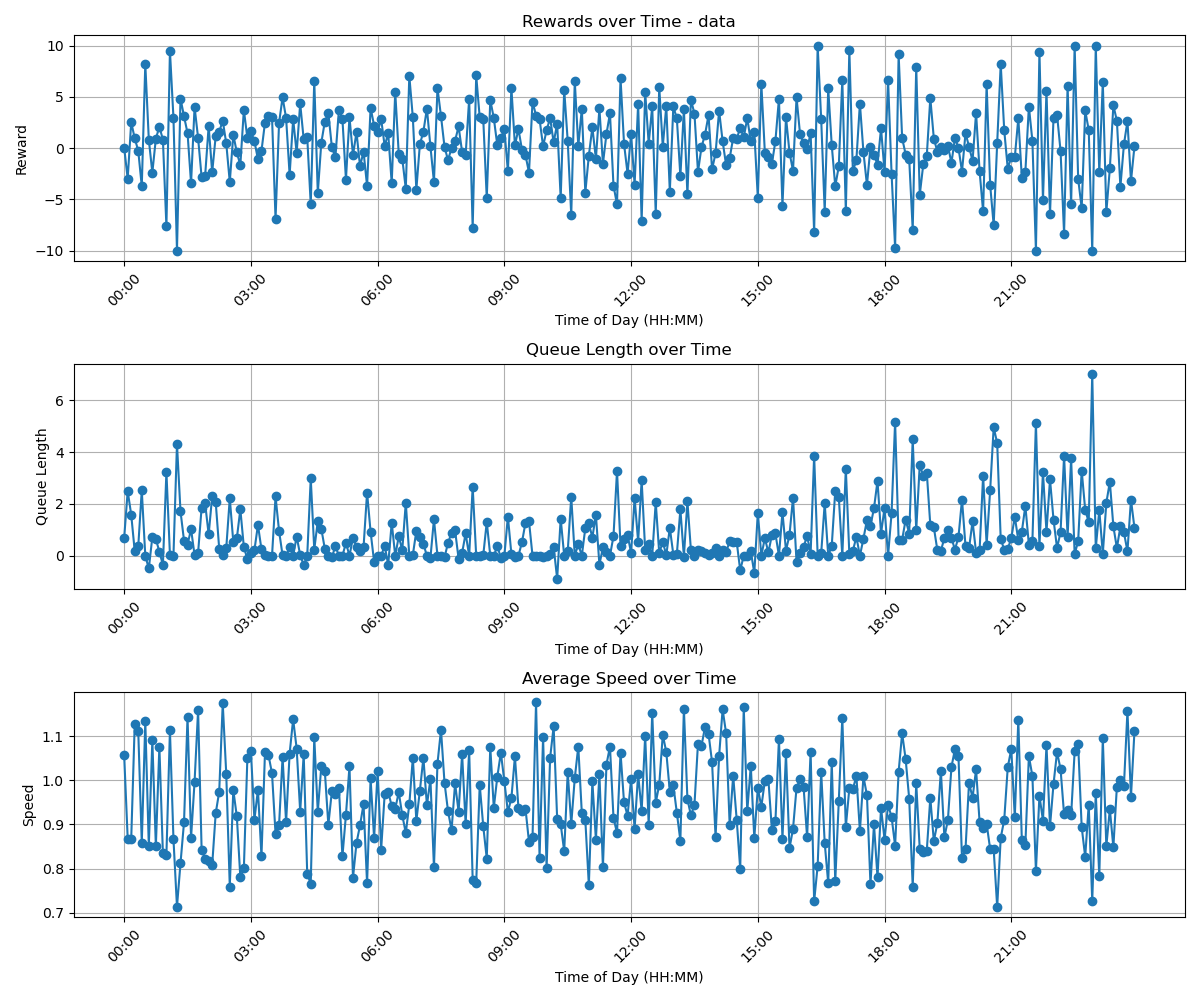 Rewards over Time - data
Reward
10
5
0
−5
−10
00:00 03:00 06:00 09:00 12:00 15:00 18:00 21:00
Time of Day (HH:MM)
Queue Length over Time
Queue Length
6
4
2
0
00:00 03:00 06:00 09:00 12:00 15:00 18:00 21:00
Time of Day (HH:MM)
Average Speed over Time
Speed
1.1
1.0
0.9
0.8
0.7
00:00 03:00 06:00 09:00 12:00 15:00 18:00 21:00
Time of Day (HH:MM)